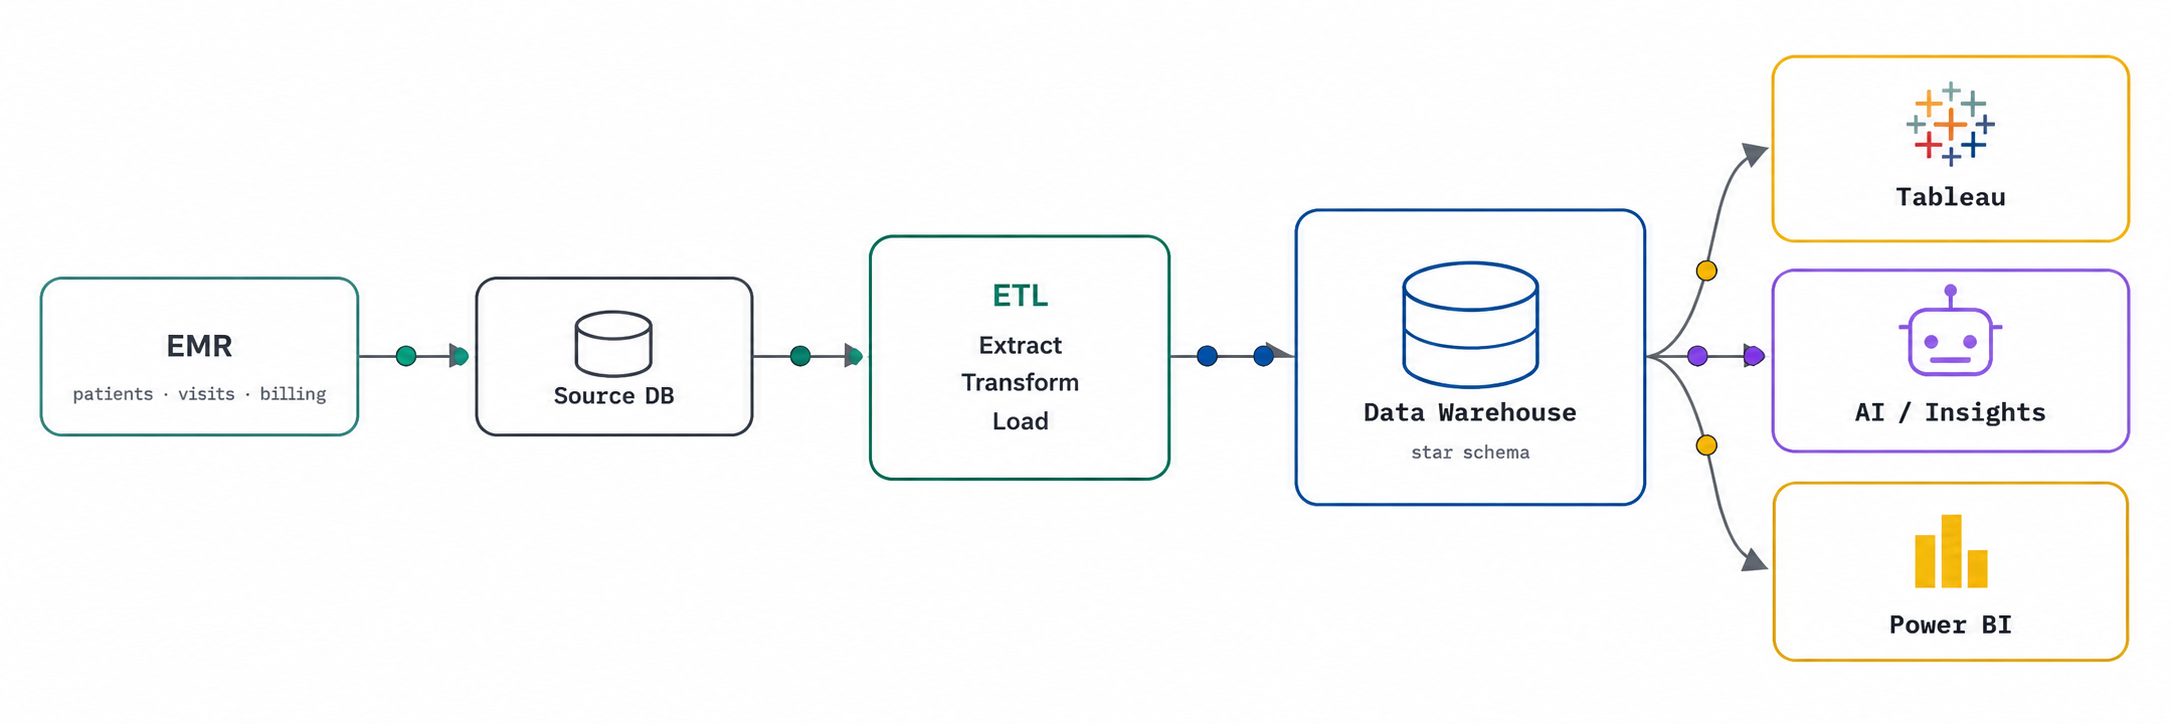 EMR
patients · visits · billing
Source DB
ETL
Extract
Transform
Load
Data Warehouse
star schema
Tableau
AI / Insights
Power BI